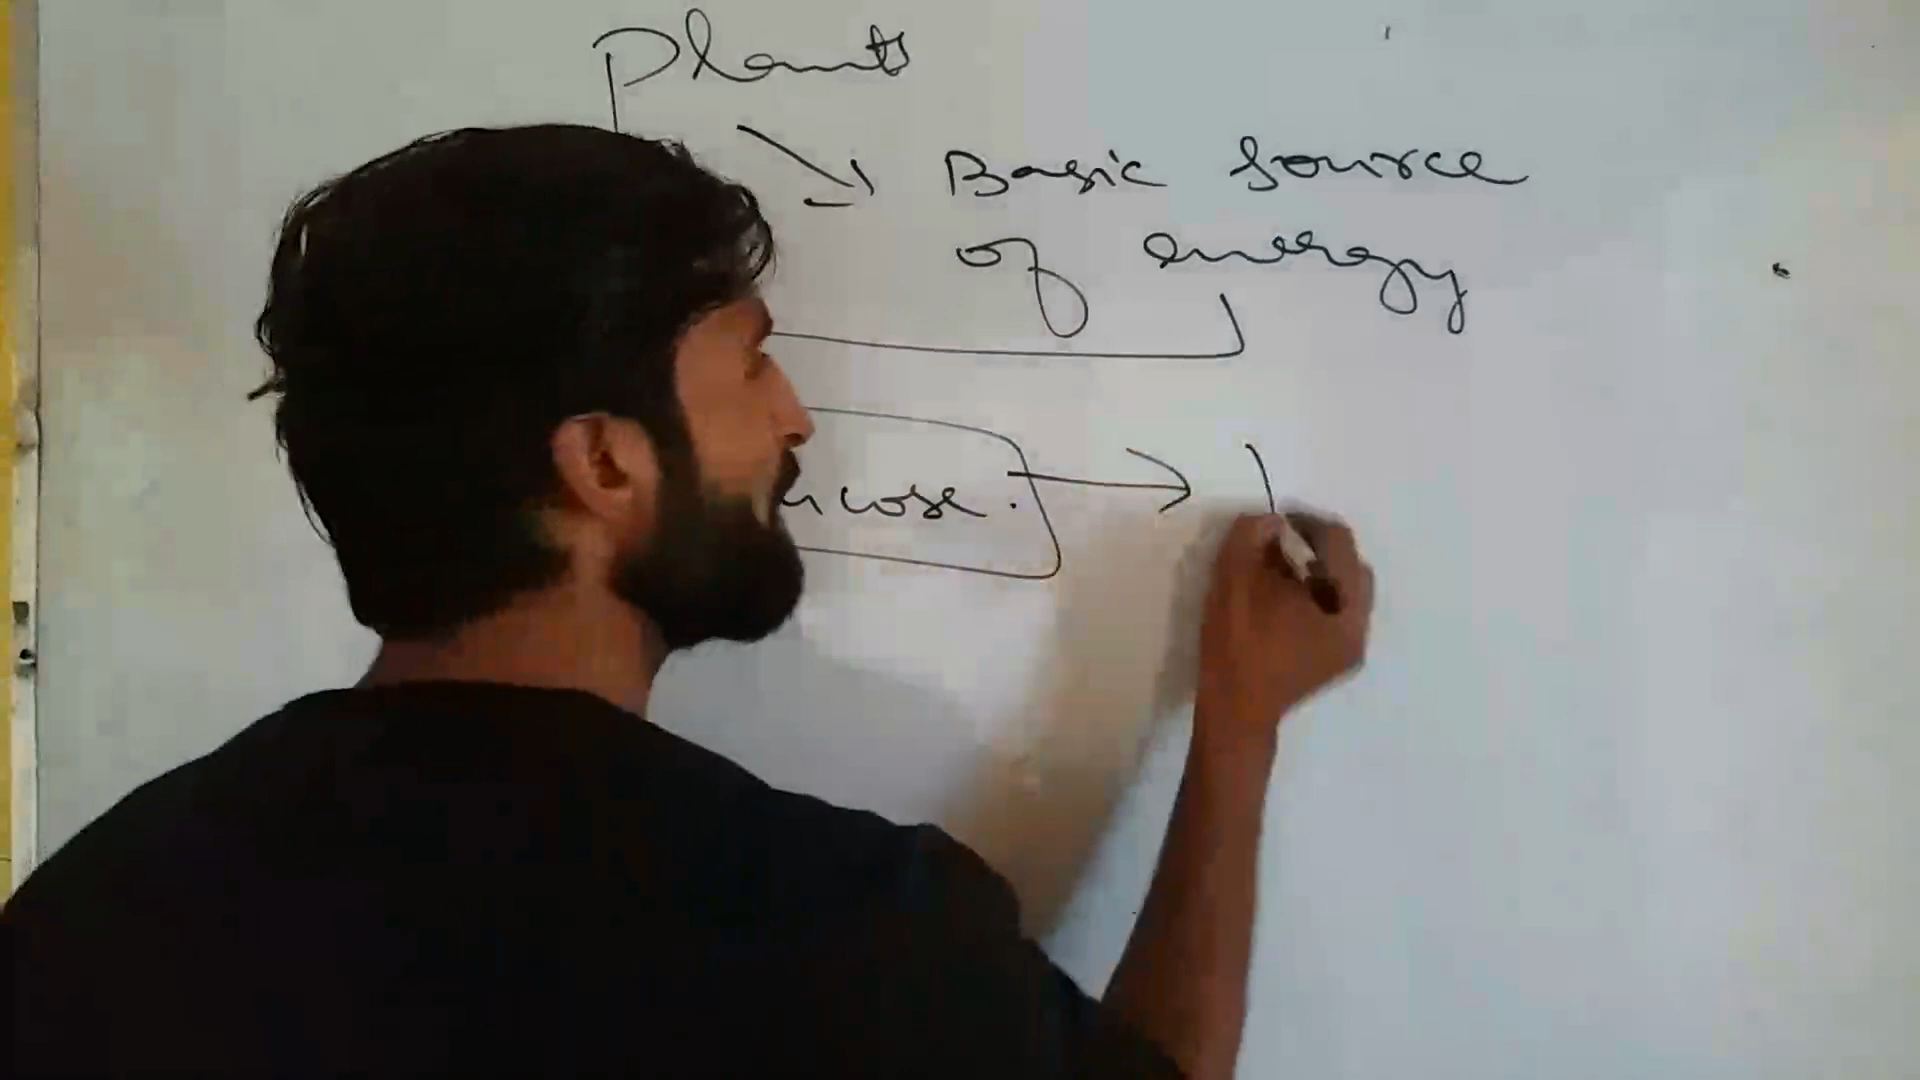 Plants
Basic source
of energy
ucose.